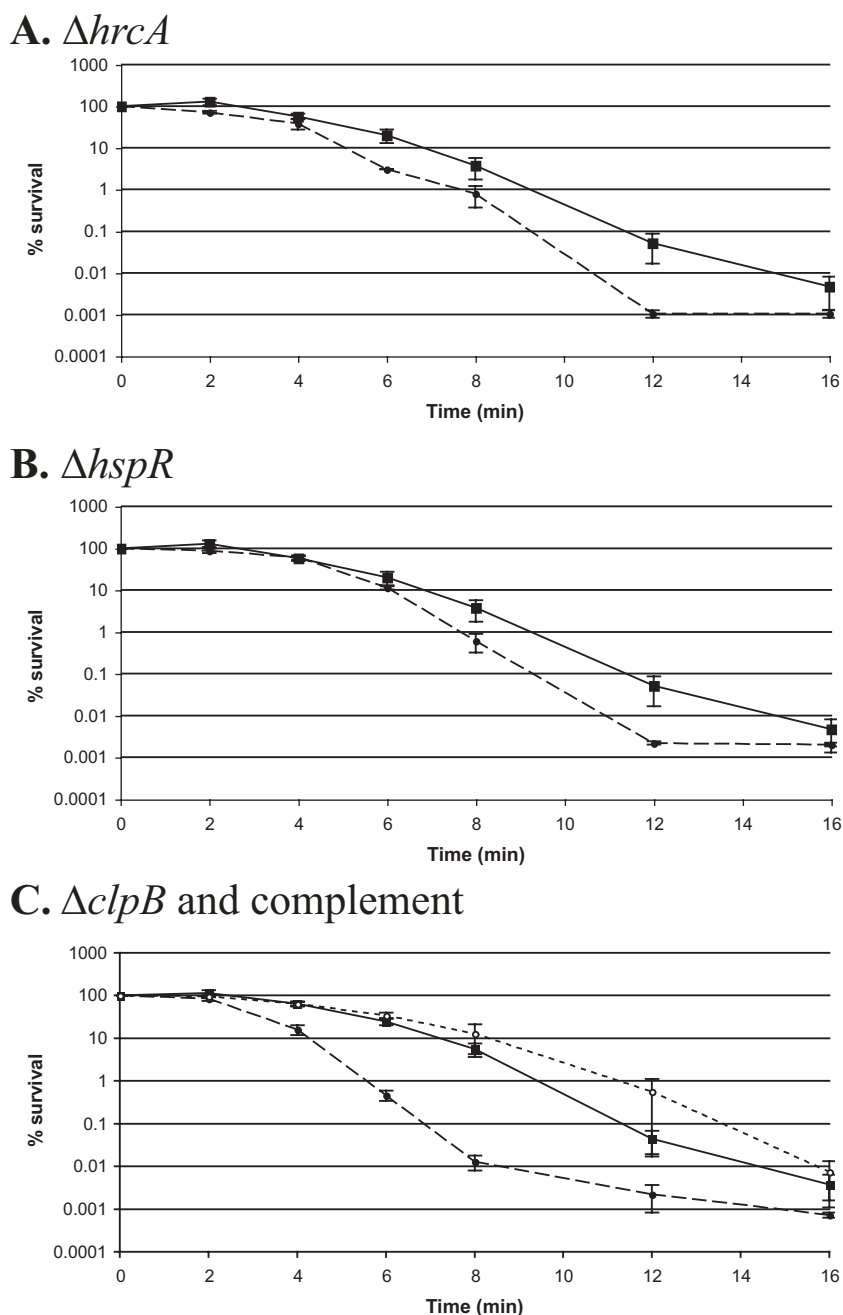 A. ΔhrcA
1000
100
10
1
0.1
0.01
0.001
0.0001
% survival
0 2 4 6 8 10 12 14 16
Time (min)
B. ΔhspR
1000
100
10
1
0.1
0.01
0.001
0.0001
% survival
0 2 4 6 8 10 12 14 16
Time (min)
C. ΔclpB and complement
1000
100
10
1
0.1
0.01
0.001
0.0001
% survival
0 2 4 6 8 10 12 14 16
Time (min)